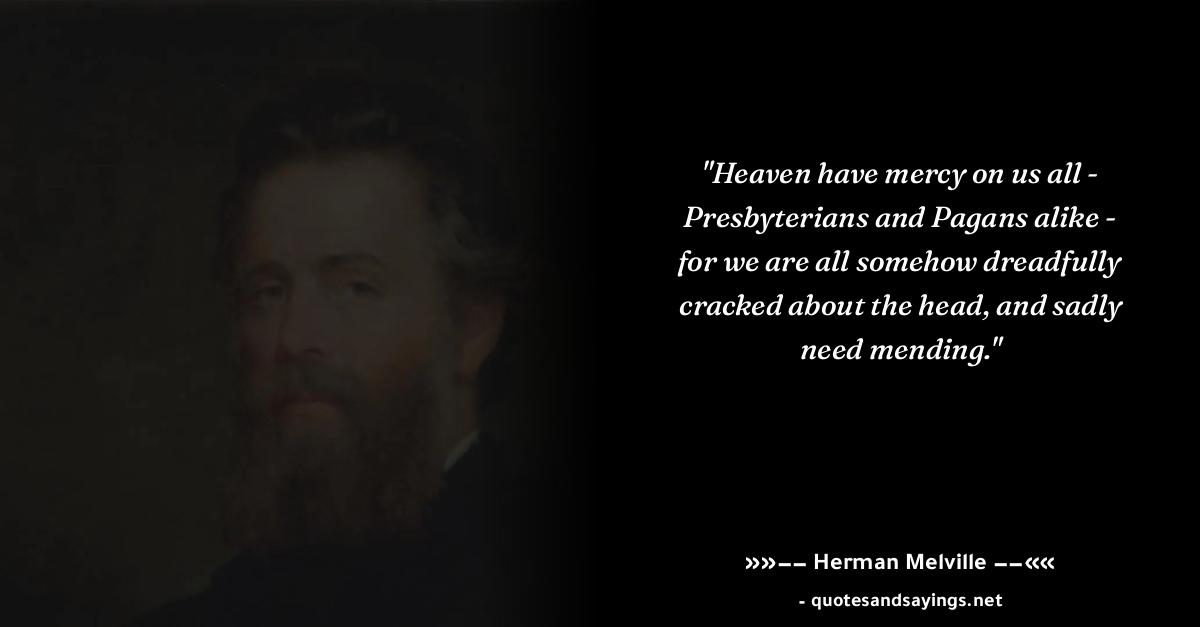 "Heaven have mercy on us all -
Presbyterians and Pagans alike -
for we are all somehow dreadfully
cracked about the head, and sadly
need mending."
»»−− Herman Melville −−««
- quotesandsayings.net